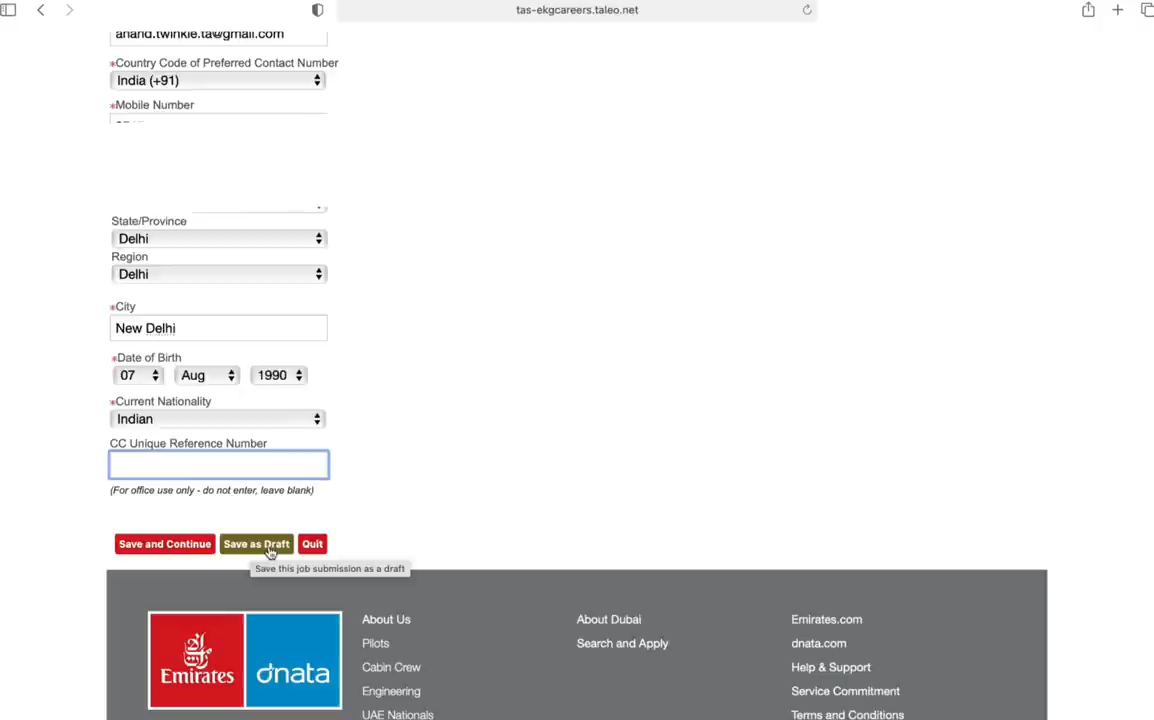 tas-ekgcareers.taleo.net
anand.twinkle.ta@gmail.com
*Country Code of Preferred Contact Number
India (+91)
*Mobile Number
State/Province
Delhi
Region
Delhi
*City
New Delhi
*Date of Birth
07 Aug 1990
*Current Nationality
Indian
CC Unique Reference Number
(For office use only - do not enter, leave blank)
Save and Continue Save as Draft Quit
Save this job submission as a draft
About Us About Dubai Emirates.com
Pilots Search and Apply dnata.com
Cabin Crew Help & Support
Engineering Service Commitment
UAE Nationals Terms and Conditions
Emirates dnata